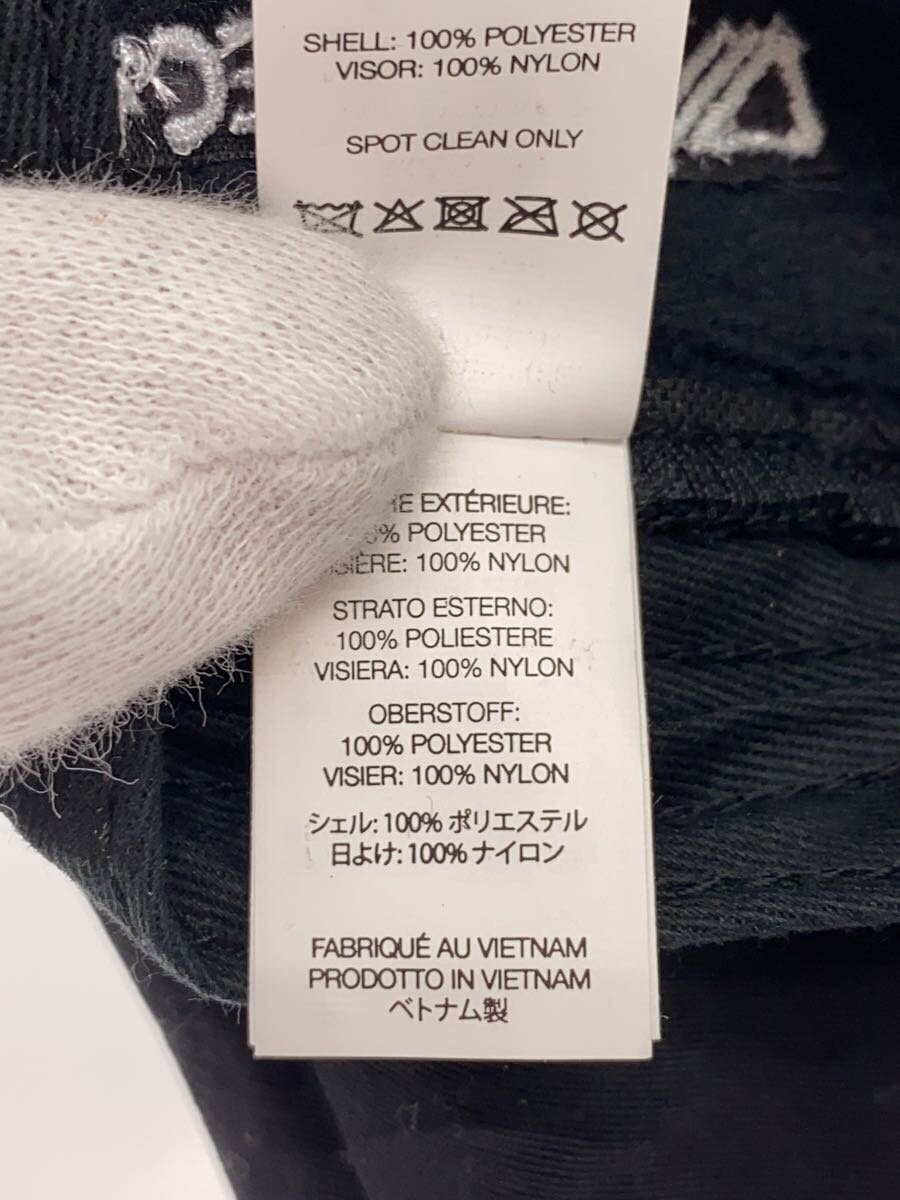 SHELL: 100% POLYESTER
VISOR: 100% NYLON
SPOT CLEAN ONLY
EXTÉRIEURE:
POLYESTER
100% NYLON
STRATO ESTERNO:
100% POLIESTERE
VISIERA: 100% NYLON
OBERSTOFF:
100% POLYESTER
VISIER: 100% NYLON
シェル: 100% ポリエステル
日よけ: 100% ナイロン
FABRIQUÉ AU VIETNAM
PRODOTTO IN VIETNAM
ベトナム製